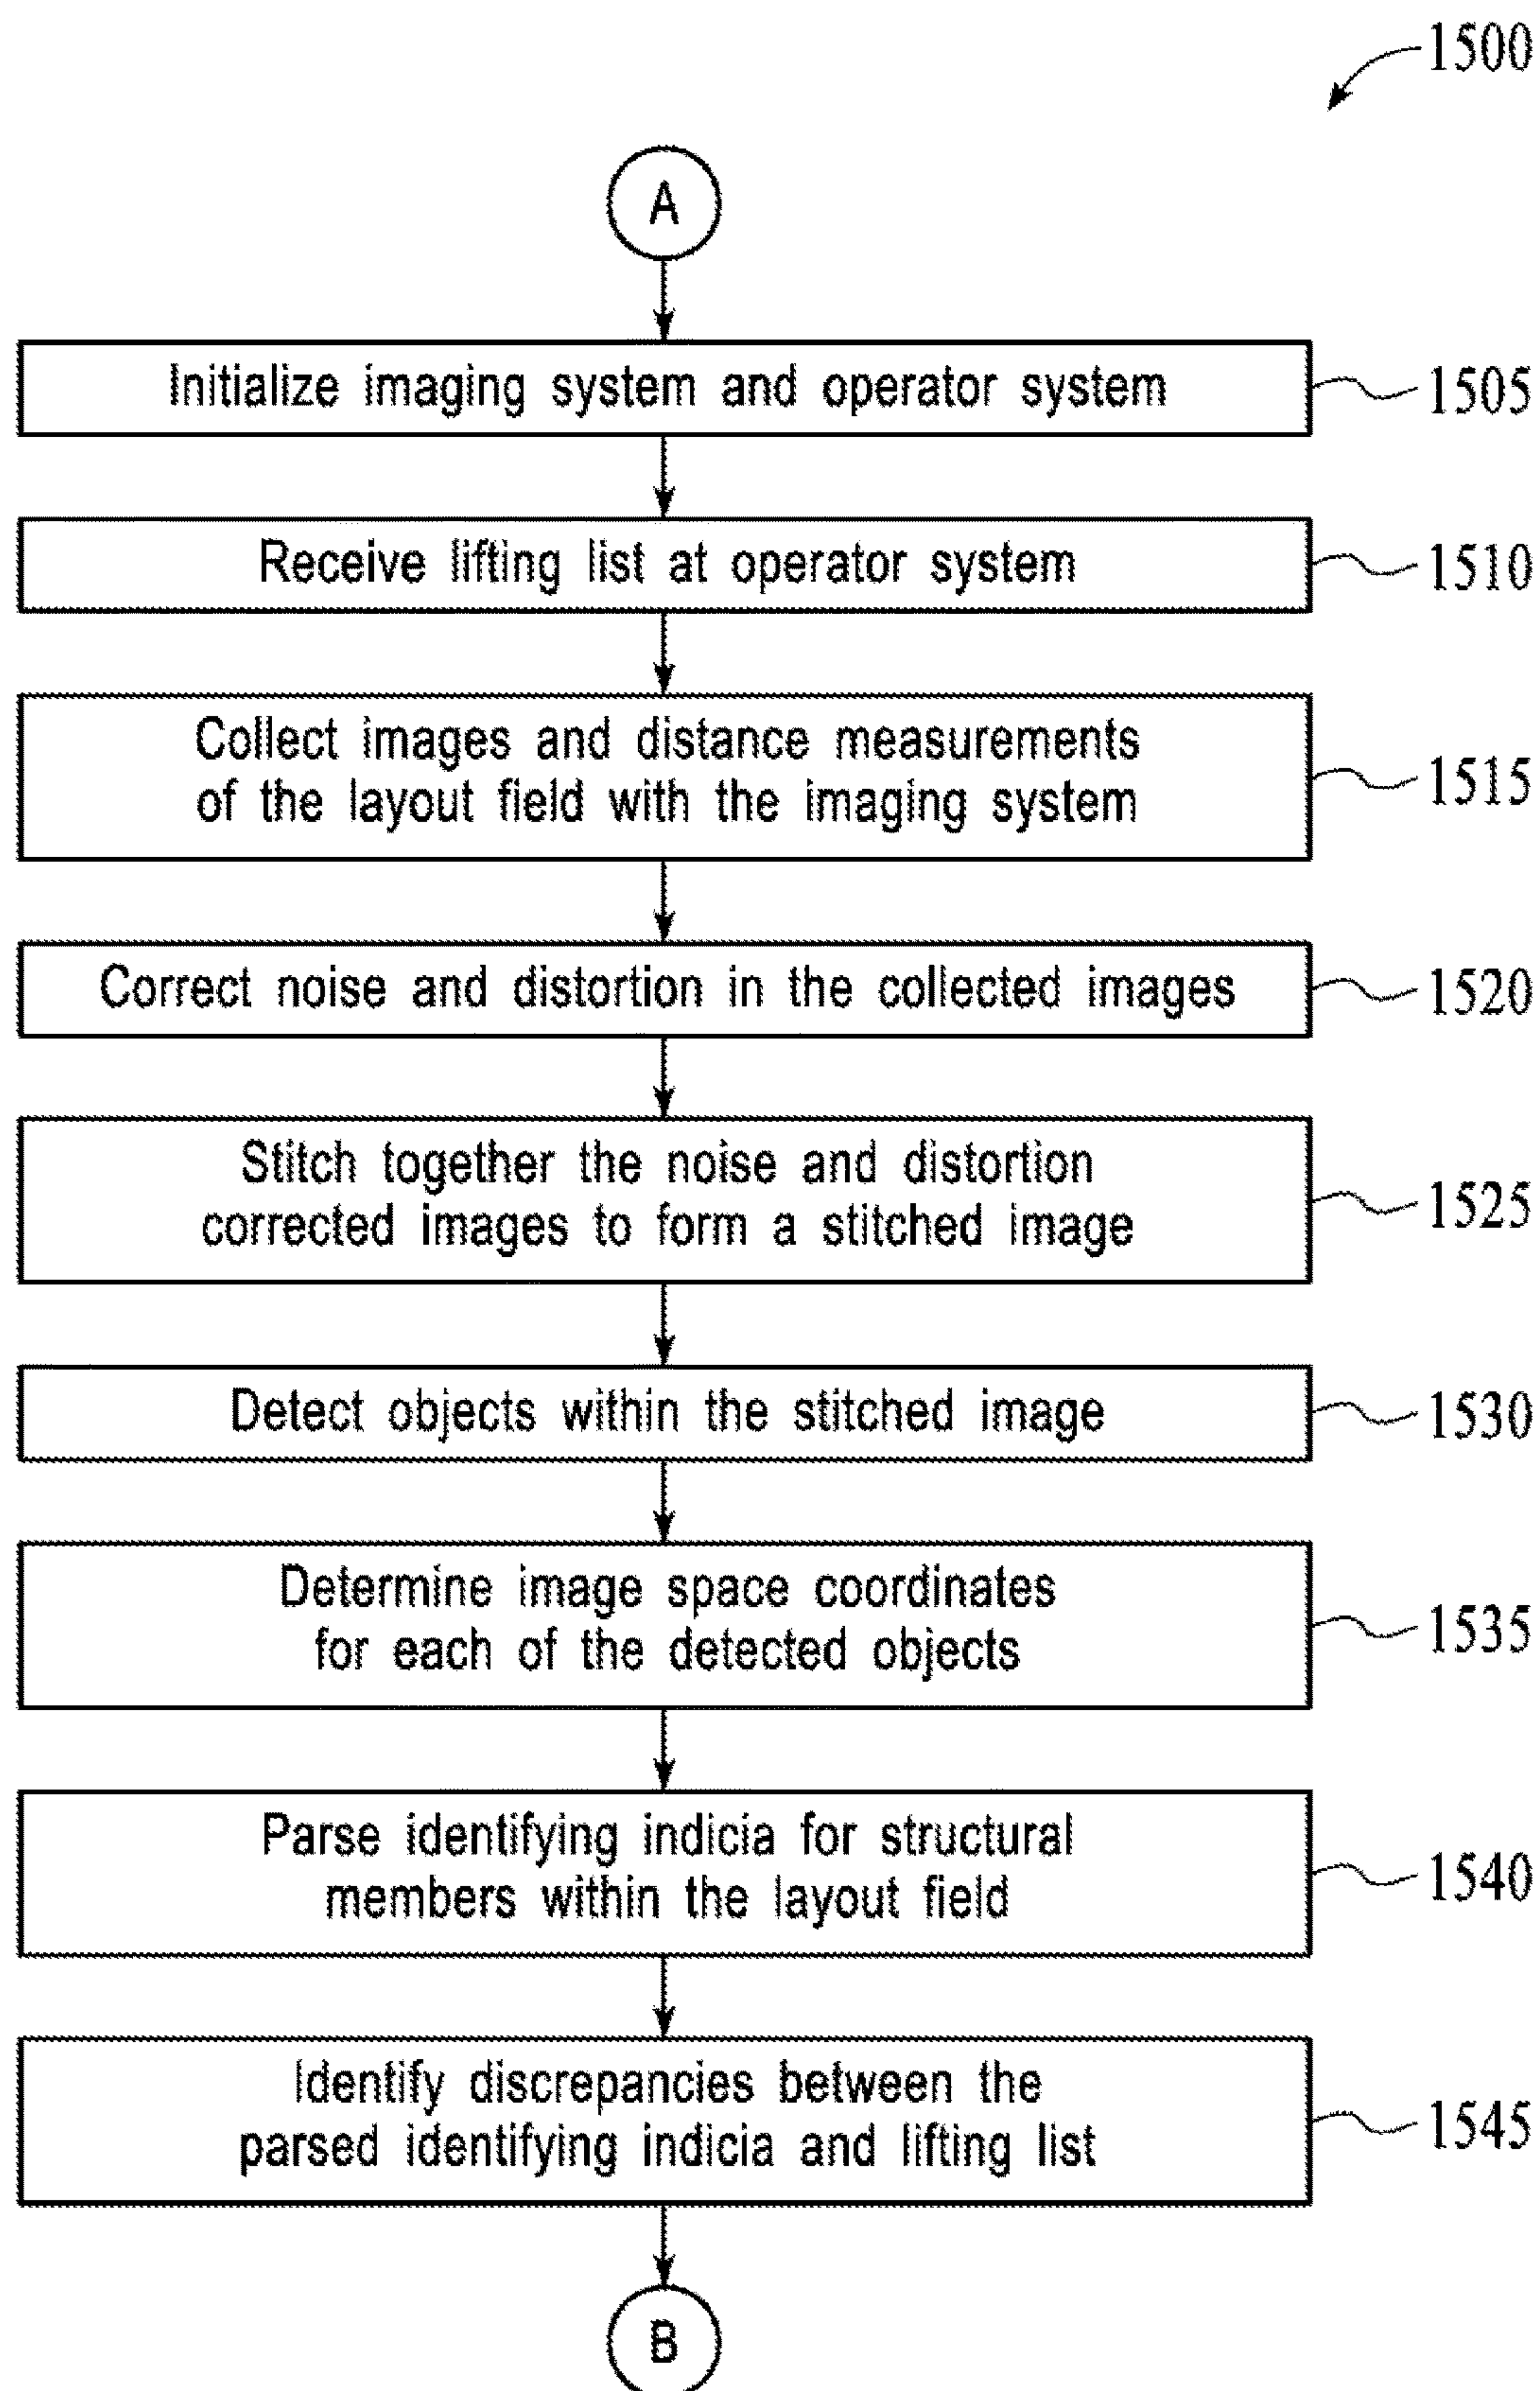 1500
A
Initialize imaging system and operator system
1505
Receive lifting list at operator system
1510
Collect images and distance measurements
of the layout field with the imaging system
1515
Correct noise and distortion in the collected images
1520
Stitch together the noise and distortion
corrected images to form a stitched image
1525
Detect objects within the stitched image
1530
Determine image space coordinates
for each of the detected objects
1535
Parse identifying indicia for structural
members within the layout field
1540
Identify discrepancies between the
parsed identifying indicia and lifting list
1545
B